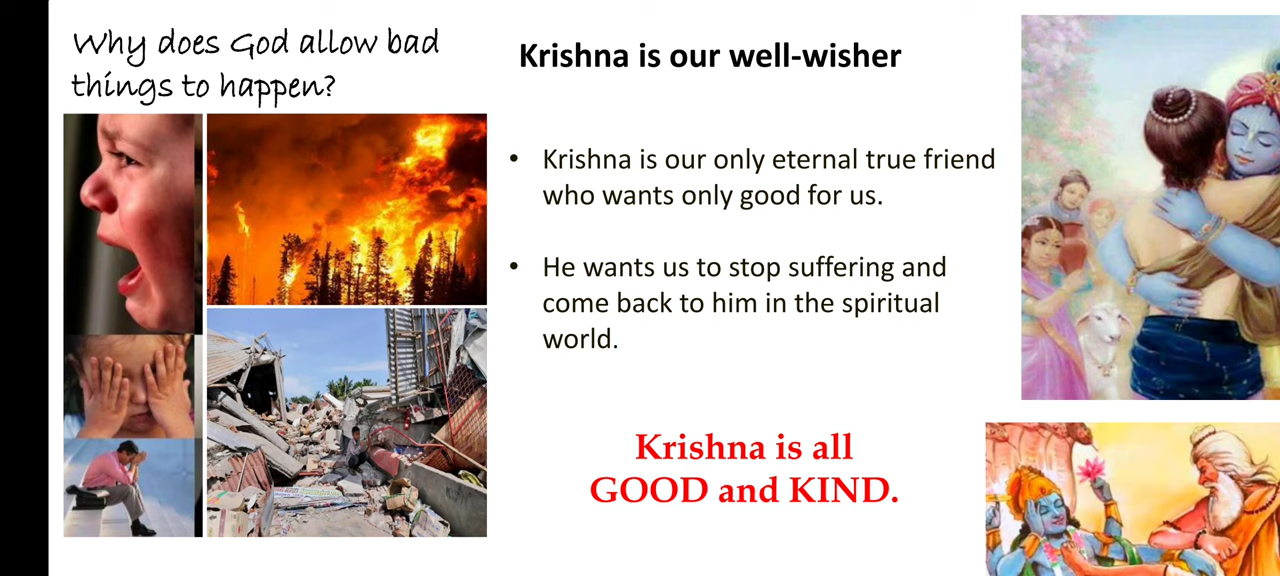 Why does God allow bad
things to happen?
Krishna is our well-wisher
• Krishna is our only eternal true friend
who wants only good for us.
• He wants us to stop suffering and
come back to him in the spiritual
world.
Krishna is all
GOOD and KIND.